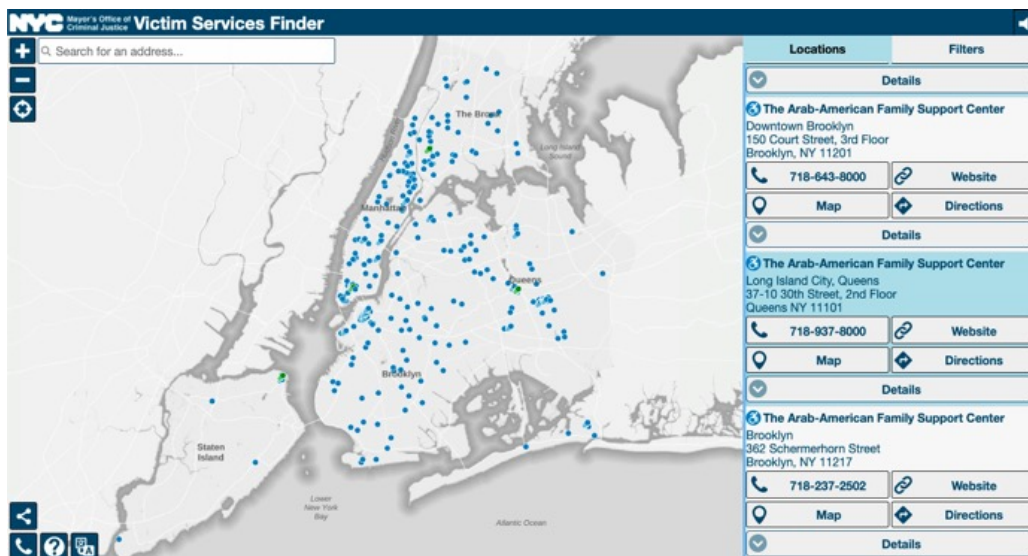 NYC Mayor's Office of Criminal Justice Victim Services Finder
Search for an address...
The Bronx
Long Island Sound
Manhattan
Queens
Brooklyn
Staten Island
Lower New York Bay
Atlantic Ocean
Locations
Filters
Details
The Arab-American Family Support Center
Downtown Brooklyn
150 Court Street, 3rd Floor
Brooklyn, NY 11201
718-643-8000
Website
Map
Directions
Details
The Arab-American Family Support Center
Long Island City, Queens
37-10 30th Street, 2nd Floor
Queens NY 11101
718-937-8000
Website
Map
Directions
Details
The Arab-American Family Support Center
Brooklyn
362 Schermerhorn Street
Brooklyn, NY 11217
718-237-2502
Website
Map
Directions
Details